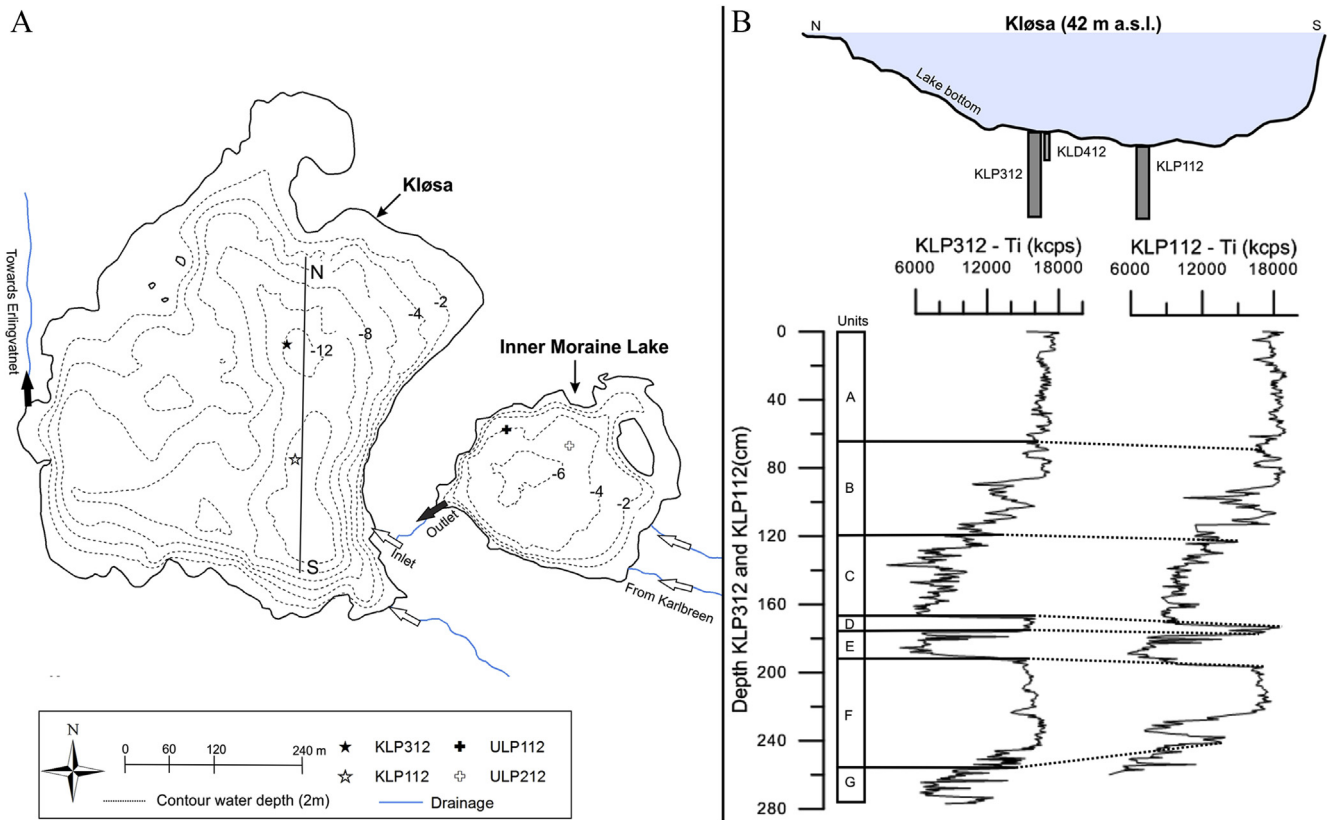 A
Kløsa
Towards Erlingvatnet
N
-2
-4
-8
-12
Inner Moraine Lake
-6
-4
-2
S
Outlet
Inlet
From Karlbreen
N
0 60 120 240 m
KLP312
ULP112
KLP112
ULP212
Contour water depth (2m)
Drainage
B
N
Kløsa (42 m a.s.l.)
S
Lake bottom
KLP312
KLD412
KLP112
KLP312 - Ti (kcps)
KLP112 - Ti (kcps)
6000 12000 18000
6000 12000 18000
Units
Depth KLP312 and KLP112(cm)
0
40
80
120
160
200
240
280
A
B
C
D
E
F
G